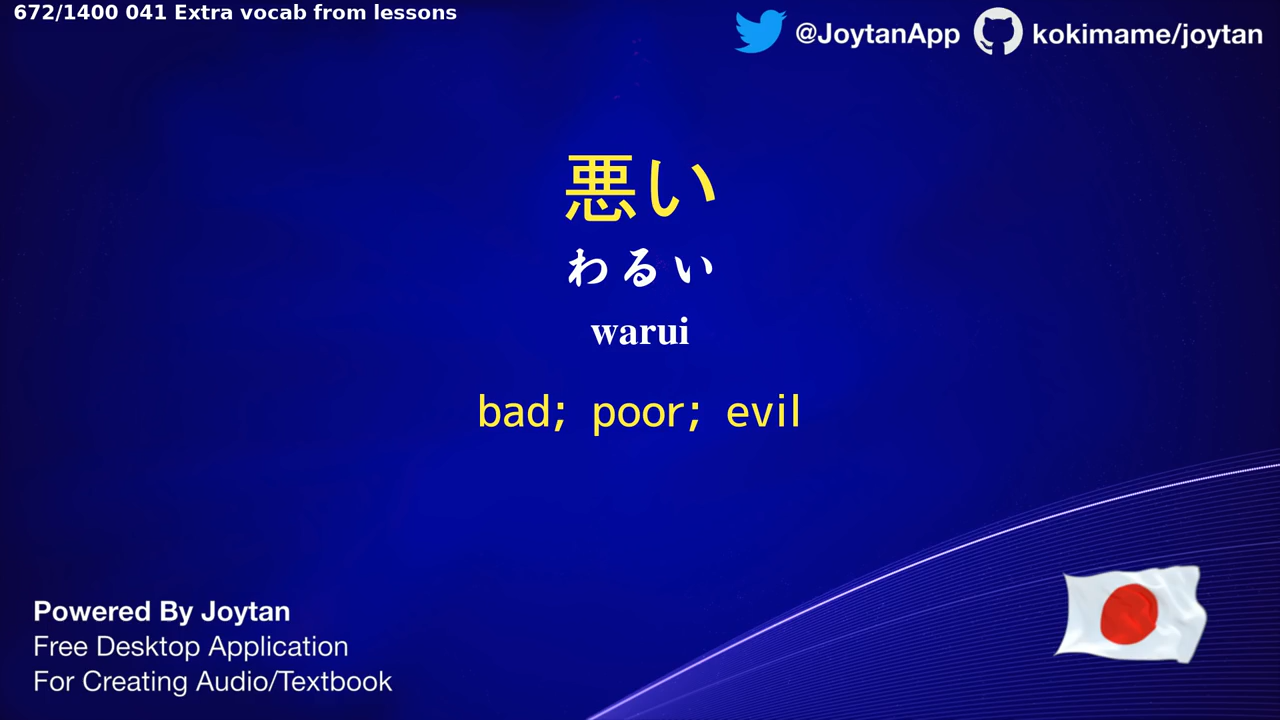 672/1400 041 Extra vocab from lessons
@JoytanApp kokimame/joytan
悪い
わるい
warui
bad; poor; evil
Powered By Joytan
Free Desktop Application
For Creating Audio/Textbook